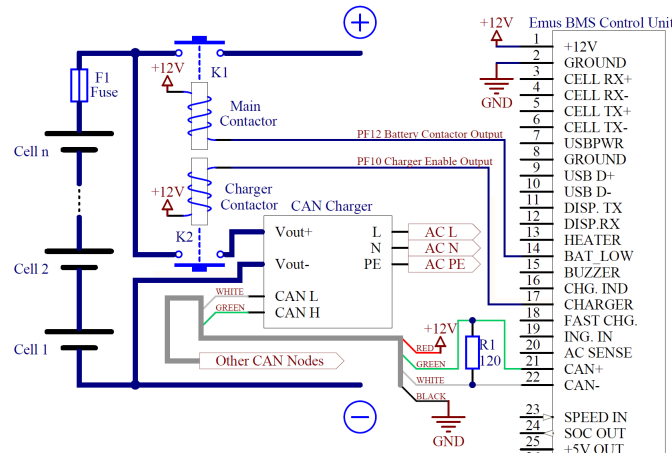 Emus BMS Control Unit
+12V
1
+12V
2
GROUND
GND
3
CELL RX+
4
CELL RX-
5
CELL TX+
6
CELL TX-
7
USBPWR
8
GROUND
9
USB D+
10
USB D-
11
DISP. TX
12
DISP.RX
13
HEATER
14
BAT_LOW
15
BUZZER
16
CHG. IND
17
CHARGER
18
FAST CHG.
19
ING. IN
20
AC SENSE
21
CAN+
22
CAN-
23
SPEED IN
24
SOC OUT
25
+5V OUT
+
K1
+12V
F1
Fuse
Main
Contactor
PF12 Battery Contactor Output
PF10 Charger Enable Output
Cell n
+12V
Charger
Contactor
K2
CAN Charger
Vout+
Vout-
L
AC L
N
AC N
PE
AC PE
CAN L
CAN H
WHITE
GREEN
Cell 2
Cell 1
Other CAN Nodes
+12V
RED
GREEN
WHITE
BLACK
R1
120
GND
−